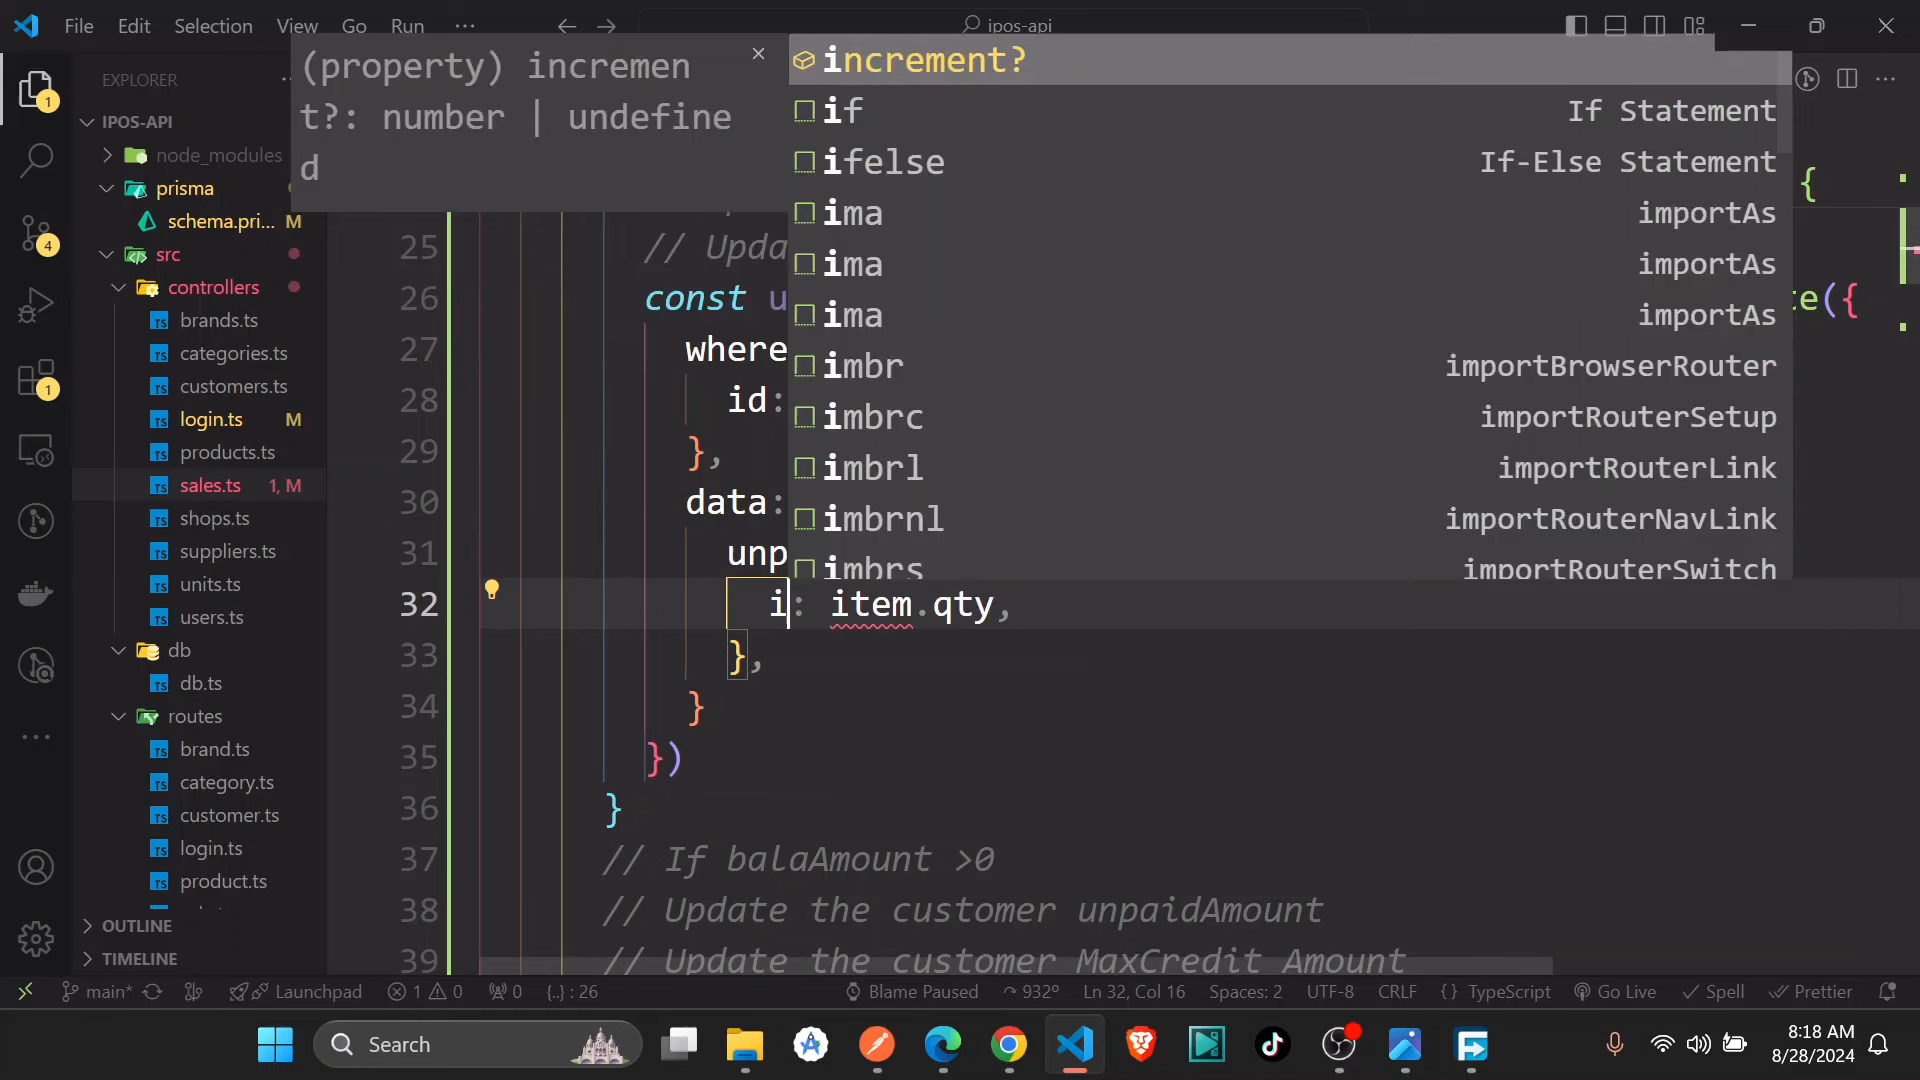 File Edit Selection View Go Run ··· ipos-api
EXPLORER
IPOS-API
node_modules
prisma
schema.pri... M
src
controllers
brands.ts
categories.ts
customers.ts
login.ts M
products.ts
sales.ts 1, M
shops.ts
suppliers.ts
units.ts
users.ts
db
db.ts
routes
brand.ts
category.ts
customer.ts
login.ts
product.ts
OUTLINE
TIMELINE
(property) incremen
t?: number | undefine
d
increment?
if If Statement
ifelse If-Else Statement
ima importAs
ima importAs
ima importAs
imbr importBrowserRouter
imbrc importRouterSetup
imbrl importRouterLink
imbrnl importRouterNavLink
imbrs importRouterSwitch
{
25 // Upda
26 const u te({
27 where
28 id:
29 },
30 data:
31 unp
32 i: item.qty,
33 },
34 }
35 })
36 }
37 // If balaAmount >0
38 // Update the customer unpaidAmount
39 // Update the customer MaxCredit Amount
main* Launchpad 1 0 0 {..} : 26 Blame Paused 932° Ln 32, Col 16 Spaces: 2 UTF-8 CRLF {} TypeScript Go Live Spell Prettier
Search
8:18 AM
8/28/2024
1
4
1